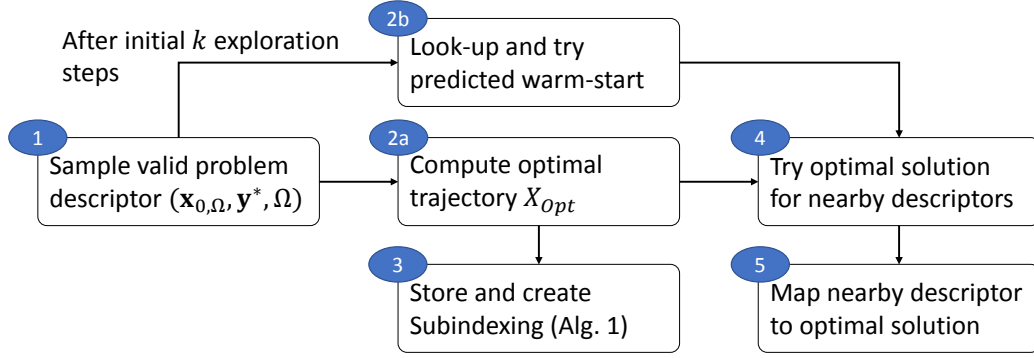 After initial k exploration
steps
2b
Look-up and try
predicted warm-start
1
Sample valid problem
descriptor (x₀,Ω, y*, Ω)
2a
Compute optimal
trajectory X_Opt
4
Try optimal solution
for nearby descriptors
3
Store and create
Subindexing (Alg. 1)
5
Map nearby descriptor
to optimal solution